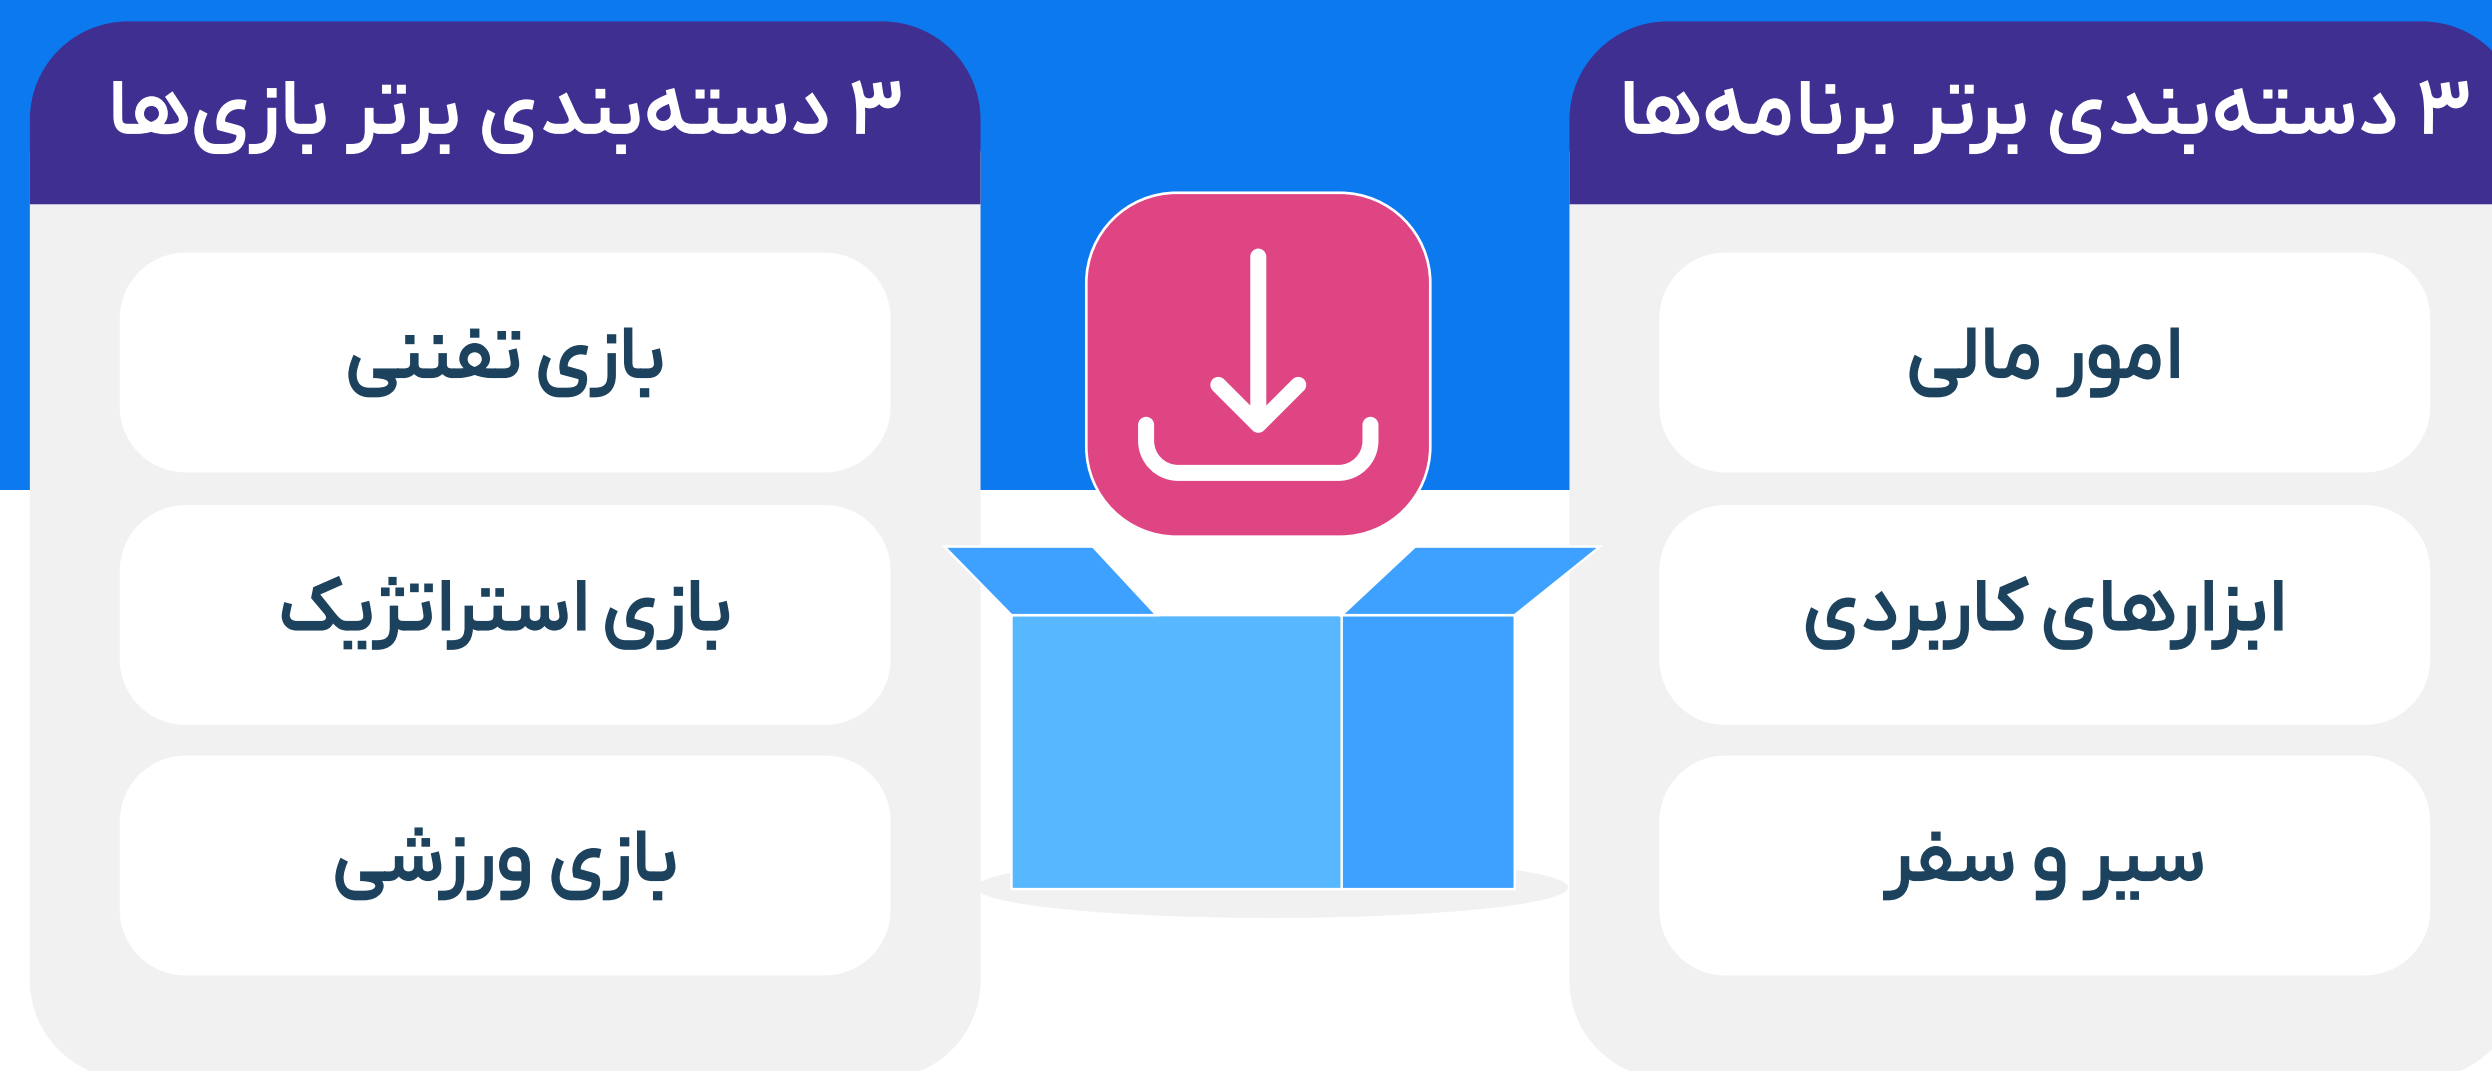 ۳ دسته‌بندی برتر برنامه‌ها
امور مالی
ابزارهای کاربردی
سیر و سفر
۳ دسته‌بندی برتر بازی‌ها
بازی تفننی
بازی استراتژیک
بازی ورزشی